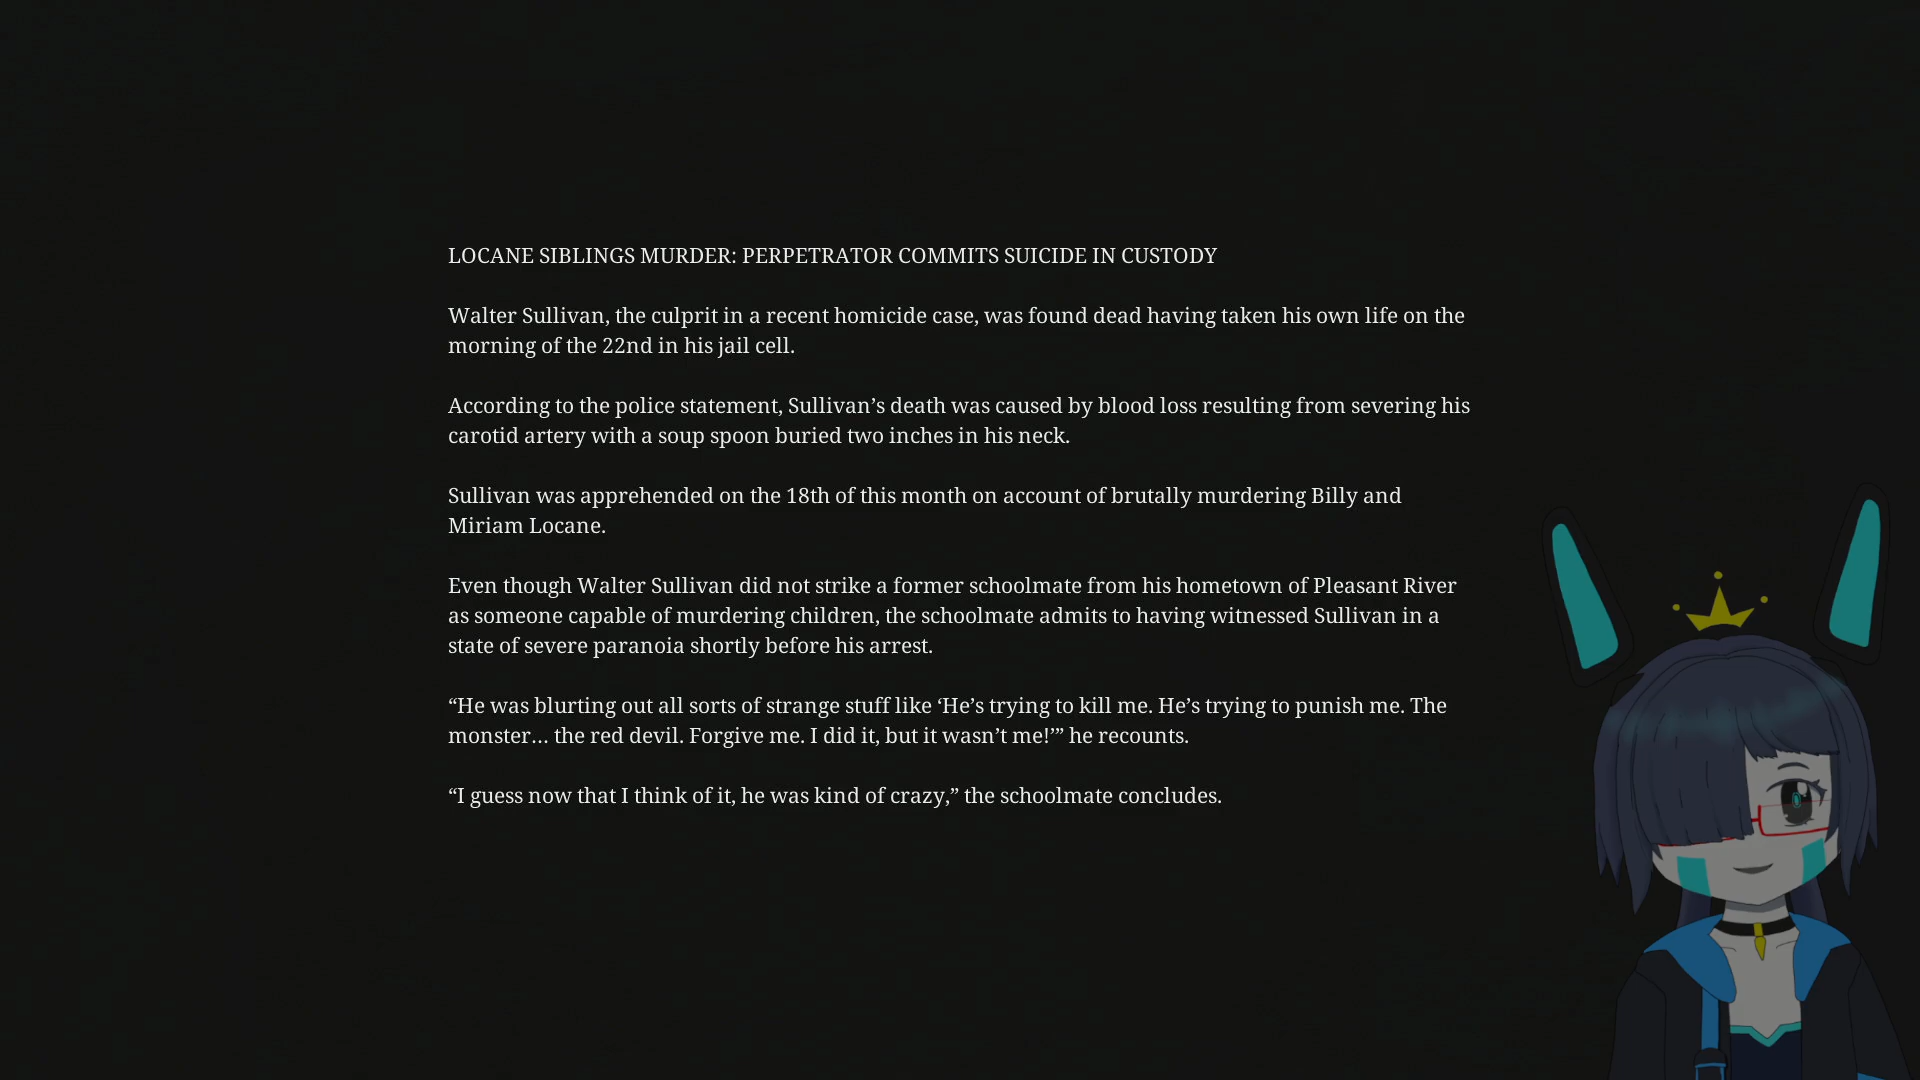 LOCANE SIBLINGS MURDER: PERPETRATOR COMMITS SUICIDE IN CUSTODY
Walter Sullivan, the culprit in a recent homicide case, was found dead having taken his own life on the
morning of the 22nd in his jail cell.
According to the police statement, Sullivan’s death was caused by blood loss resulting from severing his
carotid artery with a soup spoon buried two inches in his neck.
Sullivan was apprehended on the 18th of this month on account of brutally murdering Billy and
Miriam Locane.
Even though Walter Sullivan did not strike a former schoolmate from his hometown of Pleasant River
as someone capable of murdering children, the schoolmate admits to having witnessed Sullivan in a
state of severe paranoia shortly before his arrest.
“He was blurting out all sorts of strange stuff like ‘He’s trying to kill me. He’s trying to punish me. The
monster… the red devil. Forgive me. I did it, but it wasn’t me!’” he recounts.
“I guess now that I think of it, he was kind of crazy,” the schoolmate concludes.